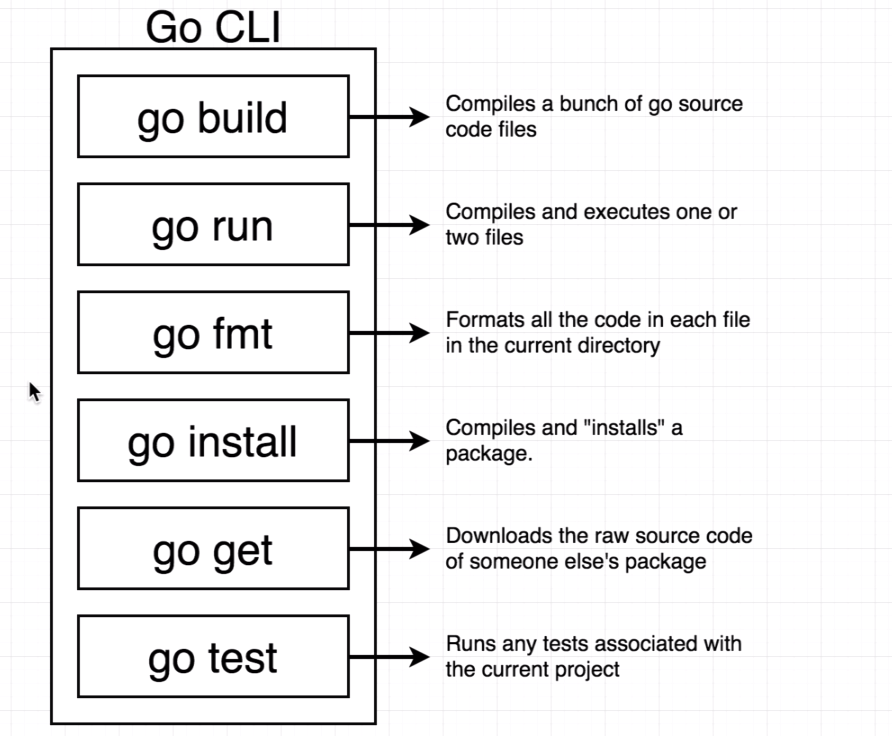 Go CLI
go build
Compiles a bunch of go source
code files
go run
Compiles and executes one or
two files
go fmt
Formats all the code in each file
in the current directory
go install
Compiles and "installs" a
package.
go get
Downloads the raw source code
of someone else's package
go test
Runs any tests associated with
the current project